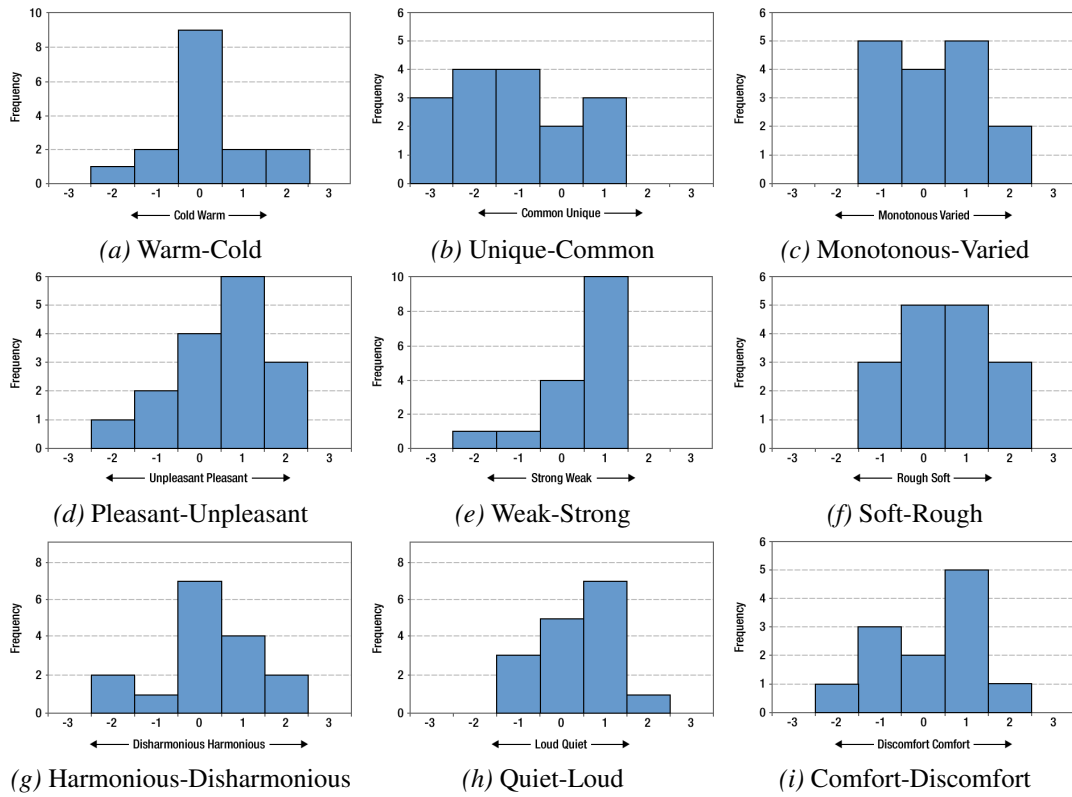 10
8
6
4
2
0
Frequency
-3 -2 -1 0 1 2 3
Cold Warm
(a) Warm-Cold
6
5
4
3
2
1
0
Frequency
-3 -2 -1 0 1 2 3
Common Unique
(b) Unique-Common
6
5
4
3
2
1
0
Frequency
-3 -2 -1 0 1 2 3
Monotonous Varied
(c) Monotonous-Varied
6
5
4
3
2
1
0
Frequency
-3 -2 -1 0 1 2 3
Unpleasant Pleasant
(d) Pleasant-Unpleasant
10
8
6
4
2
0
Frequency
-3 -2 -1 0 1 2 3
Strong Weak
(e) Weak-Strong
6
5
4
3
2
1
0
Frequency
-3 -2 -1 0 1 2 3
Rough Soft
(f) Soft-Rough
8
6
4
2
0
Frequency
-3 -2 -1 0 1 2 3
Disharmonious Harmonious
(g) Harmonious-Disharmonious
8
6
4
2
0
Frequency
-3 -2 -1 0 1 2 3
Loud Quiet
(h) Quiet-Loud
6
5
4
3
2
1
0
Frequency
-3 -2 -1 0 1 2 3
Discomfort Comfort
(i) Comfort-Discomfort